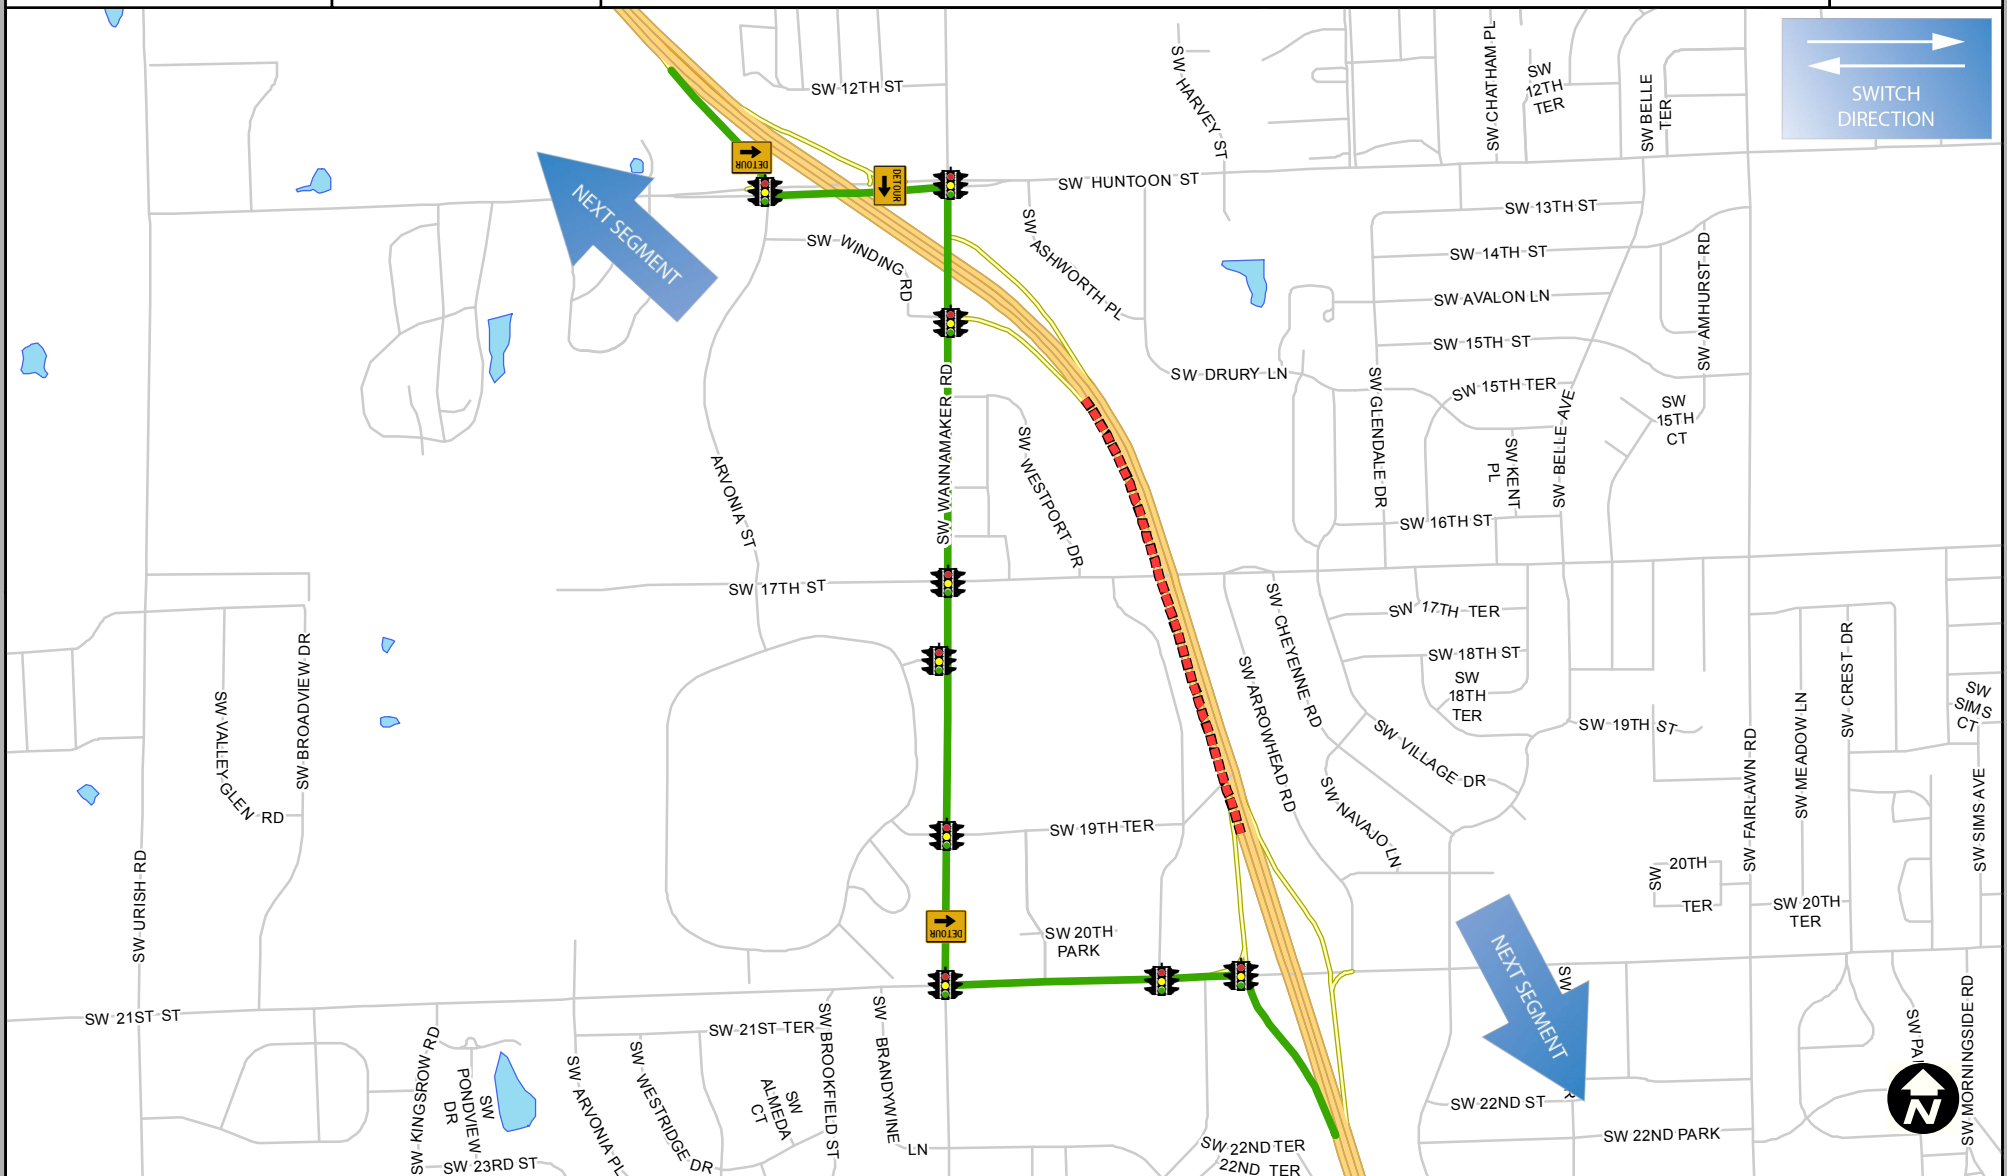 SW 12TH ST
SW HARVEY ST
SW CHATHAM PL
SW
12TH
TER
SW BELLE
TER
SWITCH
DIRECTION
DETOUR
DETOUR
SW HUNTOON ST
SW 13TH ST
NEXT SEGMENT
SW WINDING RD
SW ASHWORTH PL
SW 14TH ST
SW AMHURST RD
SW AVALON LN
SW 15TH ST
SW DRURY LN
SW 15TH TER
SW WANNAMAKER RD
SW GLENDALE DR
SW BELLE AVE
SW
15TH
CT
ARVONIA ST
SW WESTPORT DR
SW KENT
PL
SW 16TH ST
SW 17TH ST
SW CHEYENNE RD
SW 17TH TER
SW BROADVIEW DR
SW 18TH ST
SW
18TH
TER
SW CREST DR
SW VALLEY GLEN RD
SW ARROWHEAD RD
SW VILLAGE DR
SW 19TH ST
SW MEADOW LN
SW
SIMS
CT
SW FAIRLAWN RD
SW SIMS AVE
SW NAVAJO LN
SW 19TH TER
SW URISH RD
SW
20TH
TER
SW 20TH
TER
DETOUR
SW 20TH
PARK
NEXT SEGMENT
SW
SW 21ST ST
SW 21ST TER
SW BROOKFIELD ST
SW BRANDYWINE
LN
SW KINGSROW RD
SW
PONDVIEW
DR
SW ARVONIA PL
SW WESTRIDGE DR
SW
ALMEDA
CT
SW 22ND ST
SW 22ND PARK
SW MORNINGSIDE RD
N
SW 23RD ST
SW 22ND TER
22ND TER